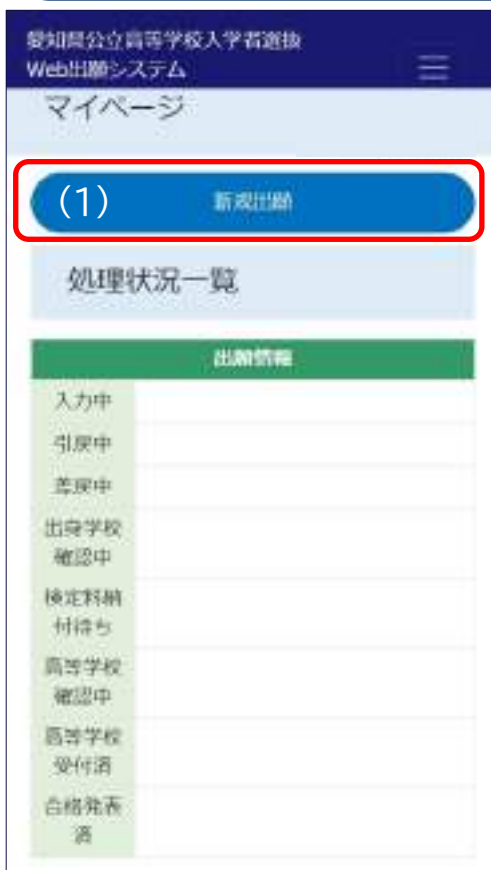 愛知県公立高等学校入学者選抜
Web出願システム
マイページ
(1) 新規出願
処理状況一覧
出願情報
入力中
引戻中
差戻中
出身学校
確認中
検定料納
付待ち
高等学校
確認中
高等学校
受付済
合格発表
済